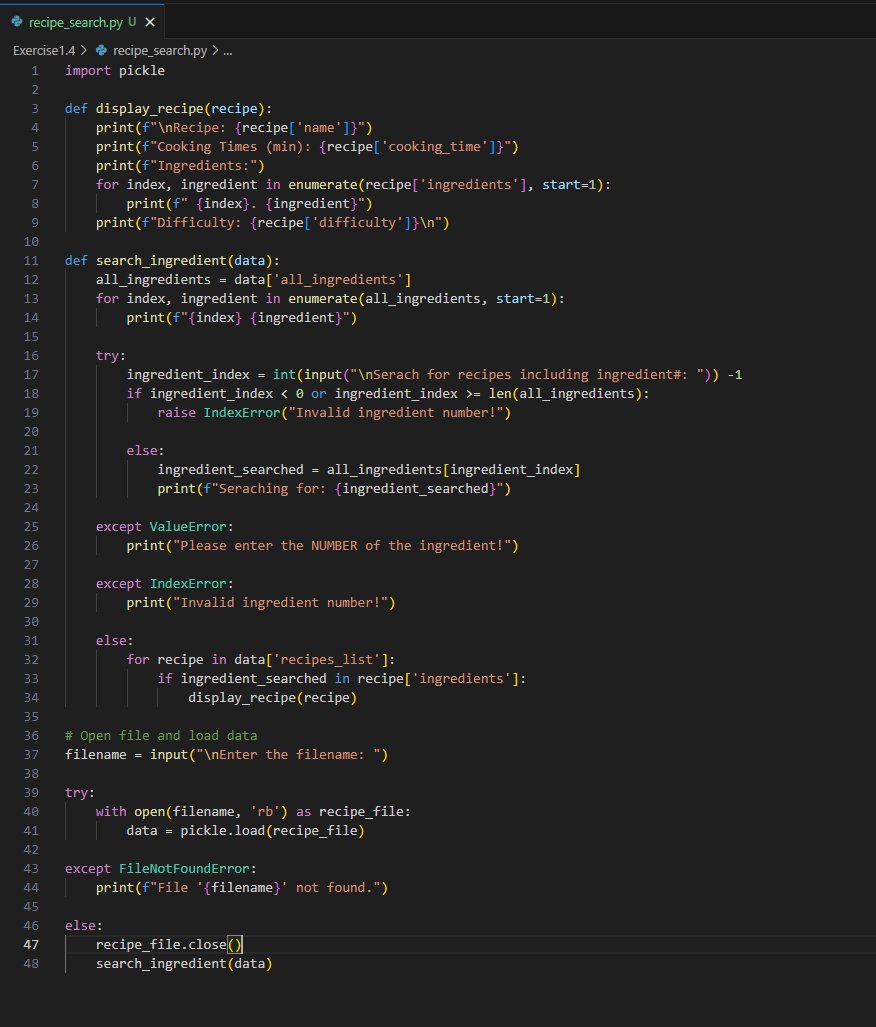 recipe_search.py U ×
Exercise1.4 > recipe_search.py > ...
1 import pickle
2
3 def display_recipe(recipe):
4     print(f"\nRecipe: {recipe['name']}")
5     print(f"Cooking Times (min): {recipe['cooking_time']}")
6     print(f"Ingredients:")
7     for index, ingredient in enumerate(recipe['ingredients'], start=1):
8         print(f" {index}. {ingredient}")
9     print(f"Difficulty: {recipe['difficulty']}\n")
10
11 def search_ingredient(data):
12     all_ingredients = data['all_ingredients']
13     for index, ingredient in enumerate(all_ingredients, start=1):
14         print(f"{index} {ingredient}")
15
16     try:
17         ingredient_index = int(input("\nSerach for recipes including ingredient#: ")) -1
18         if ingredient_index < 0 or ingredient_index >= len(all_ingredients):
19             raise IndexError("Invalid ingredient number!")
20
21         else:
22             ingredient_searched = all_ingredients[ingredient_index]
23             print(f"Seraching for: {ingredient_searched}")
24
25     except ValueError:
26         print("Please enter the NUMBER of the ingredient!")
27
28     except IndexError:
29         print("Invalid ingredient number!")
30
31     else:
32         for recipe in data['recipes_list']:
33             if ingredient_searched in recipe['ingredients']:
34                 display_recipe(recipe)
35
36 # Open file and load data
37 filename = input("\nEnter the filename: ")
38
39 try:
40     with open(filename, 'rb') as recipe_file:
41         data = pickle.load(recipe_file)
42
43 except FileNotFoundError:
44     print(f"File '{filename}' not found.")
45
46 else:
47     recipe_file.close()
48     search_ingredient(data)